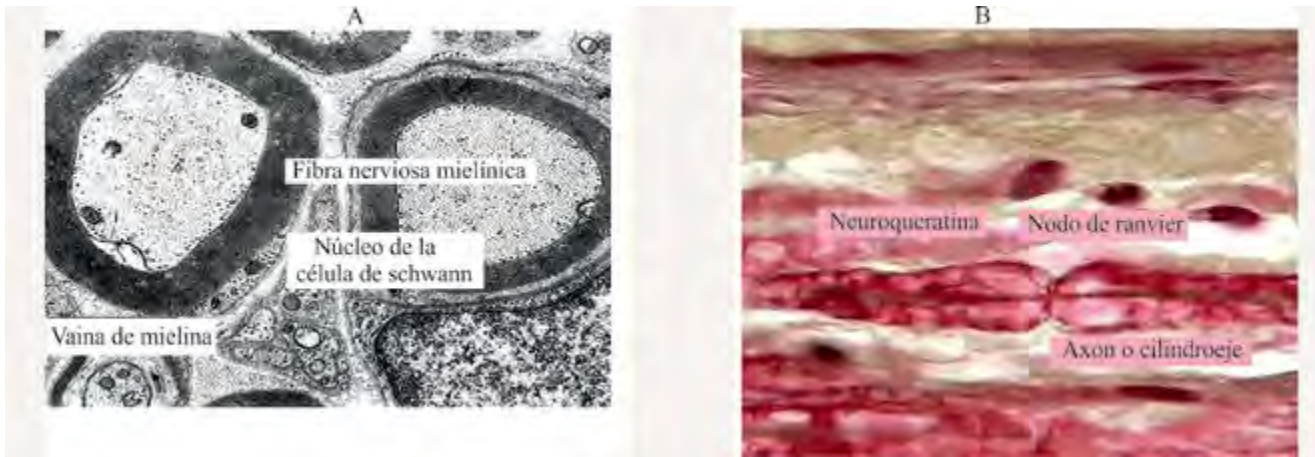 A
B
Fibra nerviosa mielínica
Núcleo de la
célula de schwann
Vaina de mielina
Neuroqueratina
Nodo de ranvier
Axon o cilindroeje